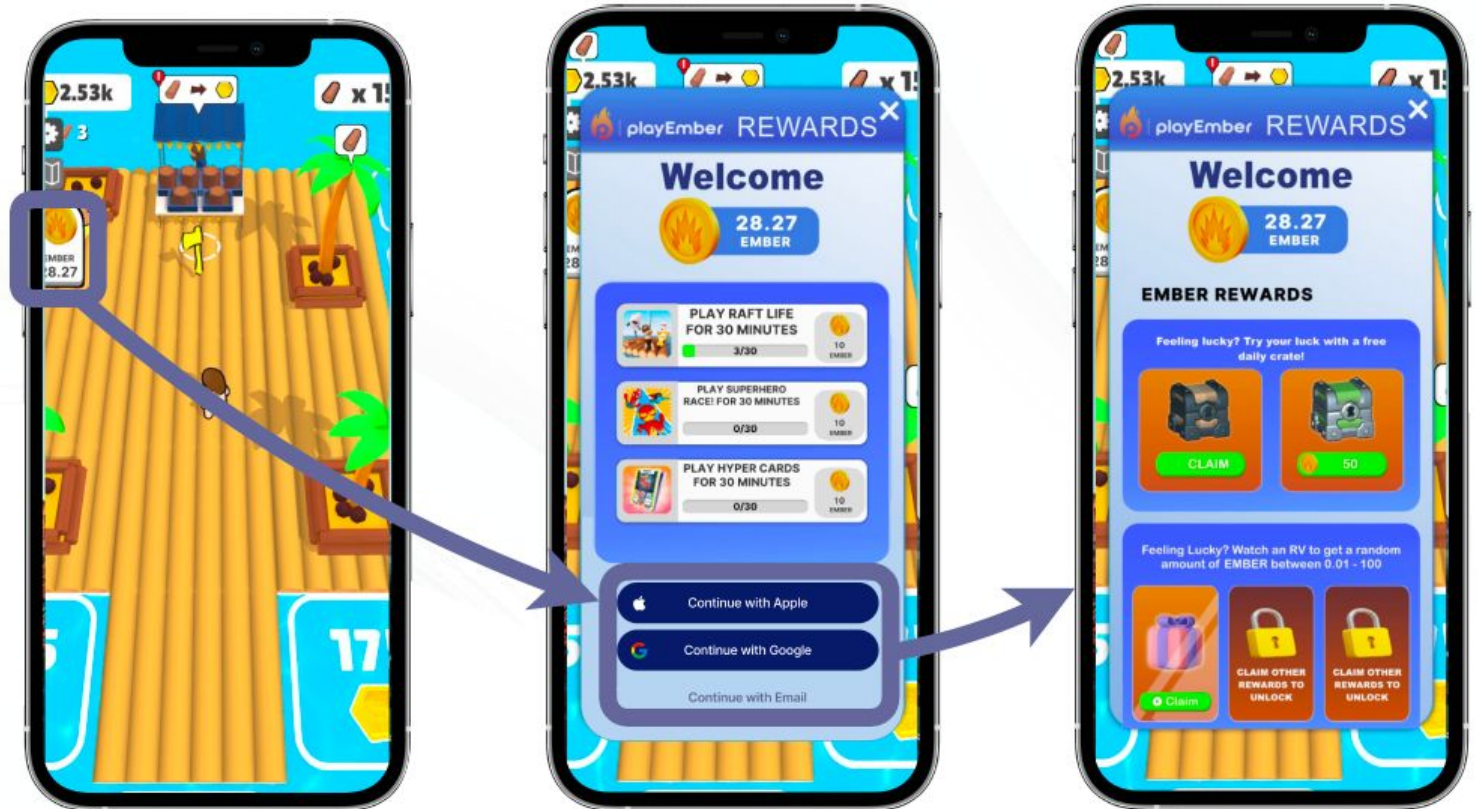 2.53k
x 1
3
EMBER
28.27
17
2.53k
x 1
playEmber REWARDS
Welcome
28.27
EMBER
PLAY RAFT LIFE
FOR 30 MINUTES
3/30
10
EMBER
PLAY SUPERHERO
RACE! FOR 30 MINUTES
0/30
10
EMBER
PLAY HYPER CARDS
FOR 30 MINUTES
0/30
10
EMBER
Continue with Apple
Continue with Google
Continue with Email
2.53k
x 1
playEmber REWARDS
Welcome
28.27
EMBER
EMBER REWARDS
Feeling lucky? Try your luck with a free
daily crate!
CLAIM
50
Feeling Lucky? Watch an RV to get a random
amount of EMBER between 0.01 - 100
Claim
CLAIM OTHER
REWARDS TO
UNLOCK
CLAIM OTHER
REWARDS TO
UNLOCK